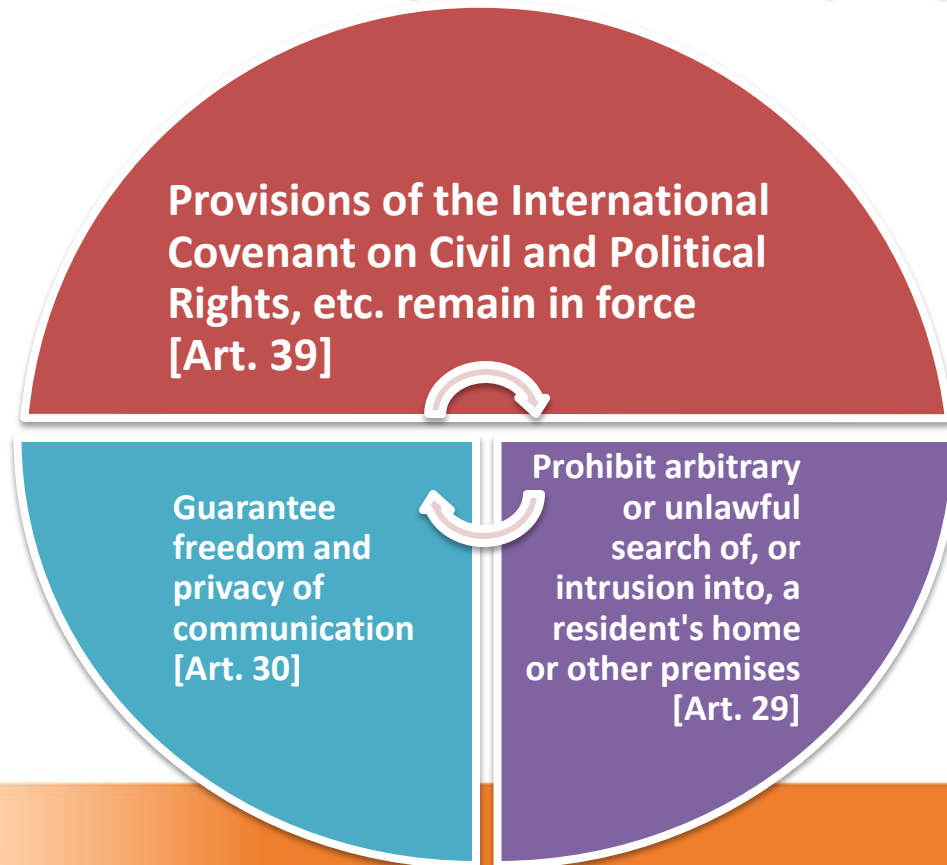 Provisions of the International
Covenant on Civil and Political
Rights, etc. remain in force
[Art. 39]
Guarantee
freedom and
privacy of
communication
[Art. 30]
Prohibit arbitrary
or unlawful
search of, or
intrusion into, a
resident's home
or other premises
[Art. 29]